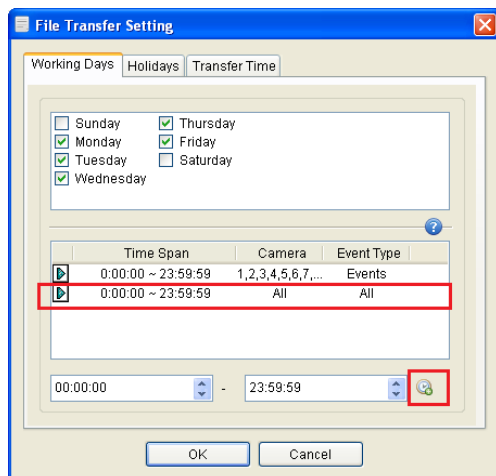 File Transfer Setting
Working Days Holidays Transfer Time
Sunday Thursday
Monday Friday
Tuesday Saturday
Wednesday
?
Time Span Camera Event Type
0:00:00 ~ 23:59:59 1,2,3,4,5,6,7,... Events
0:00:00 ~ 23:59:59 All All
00:00:00 - 23:59:59
OK Cancel